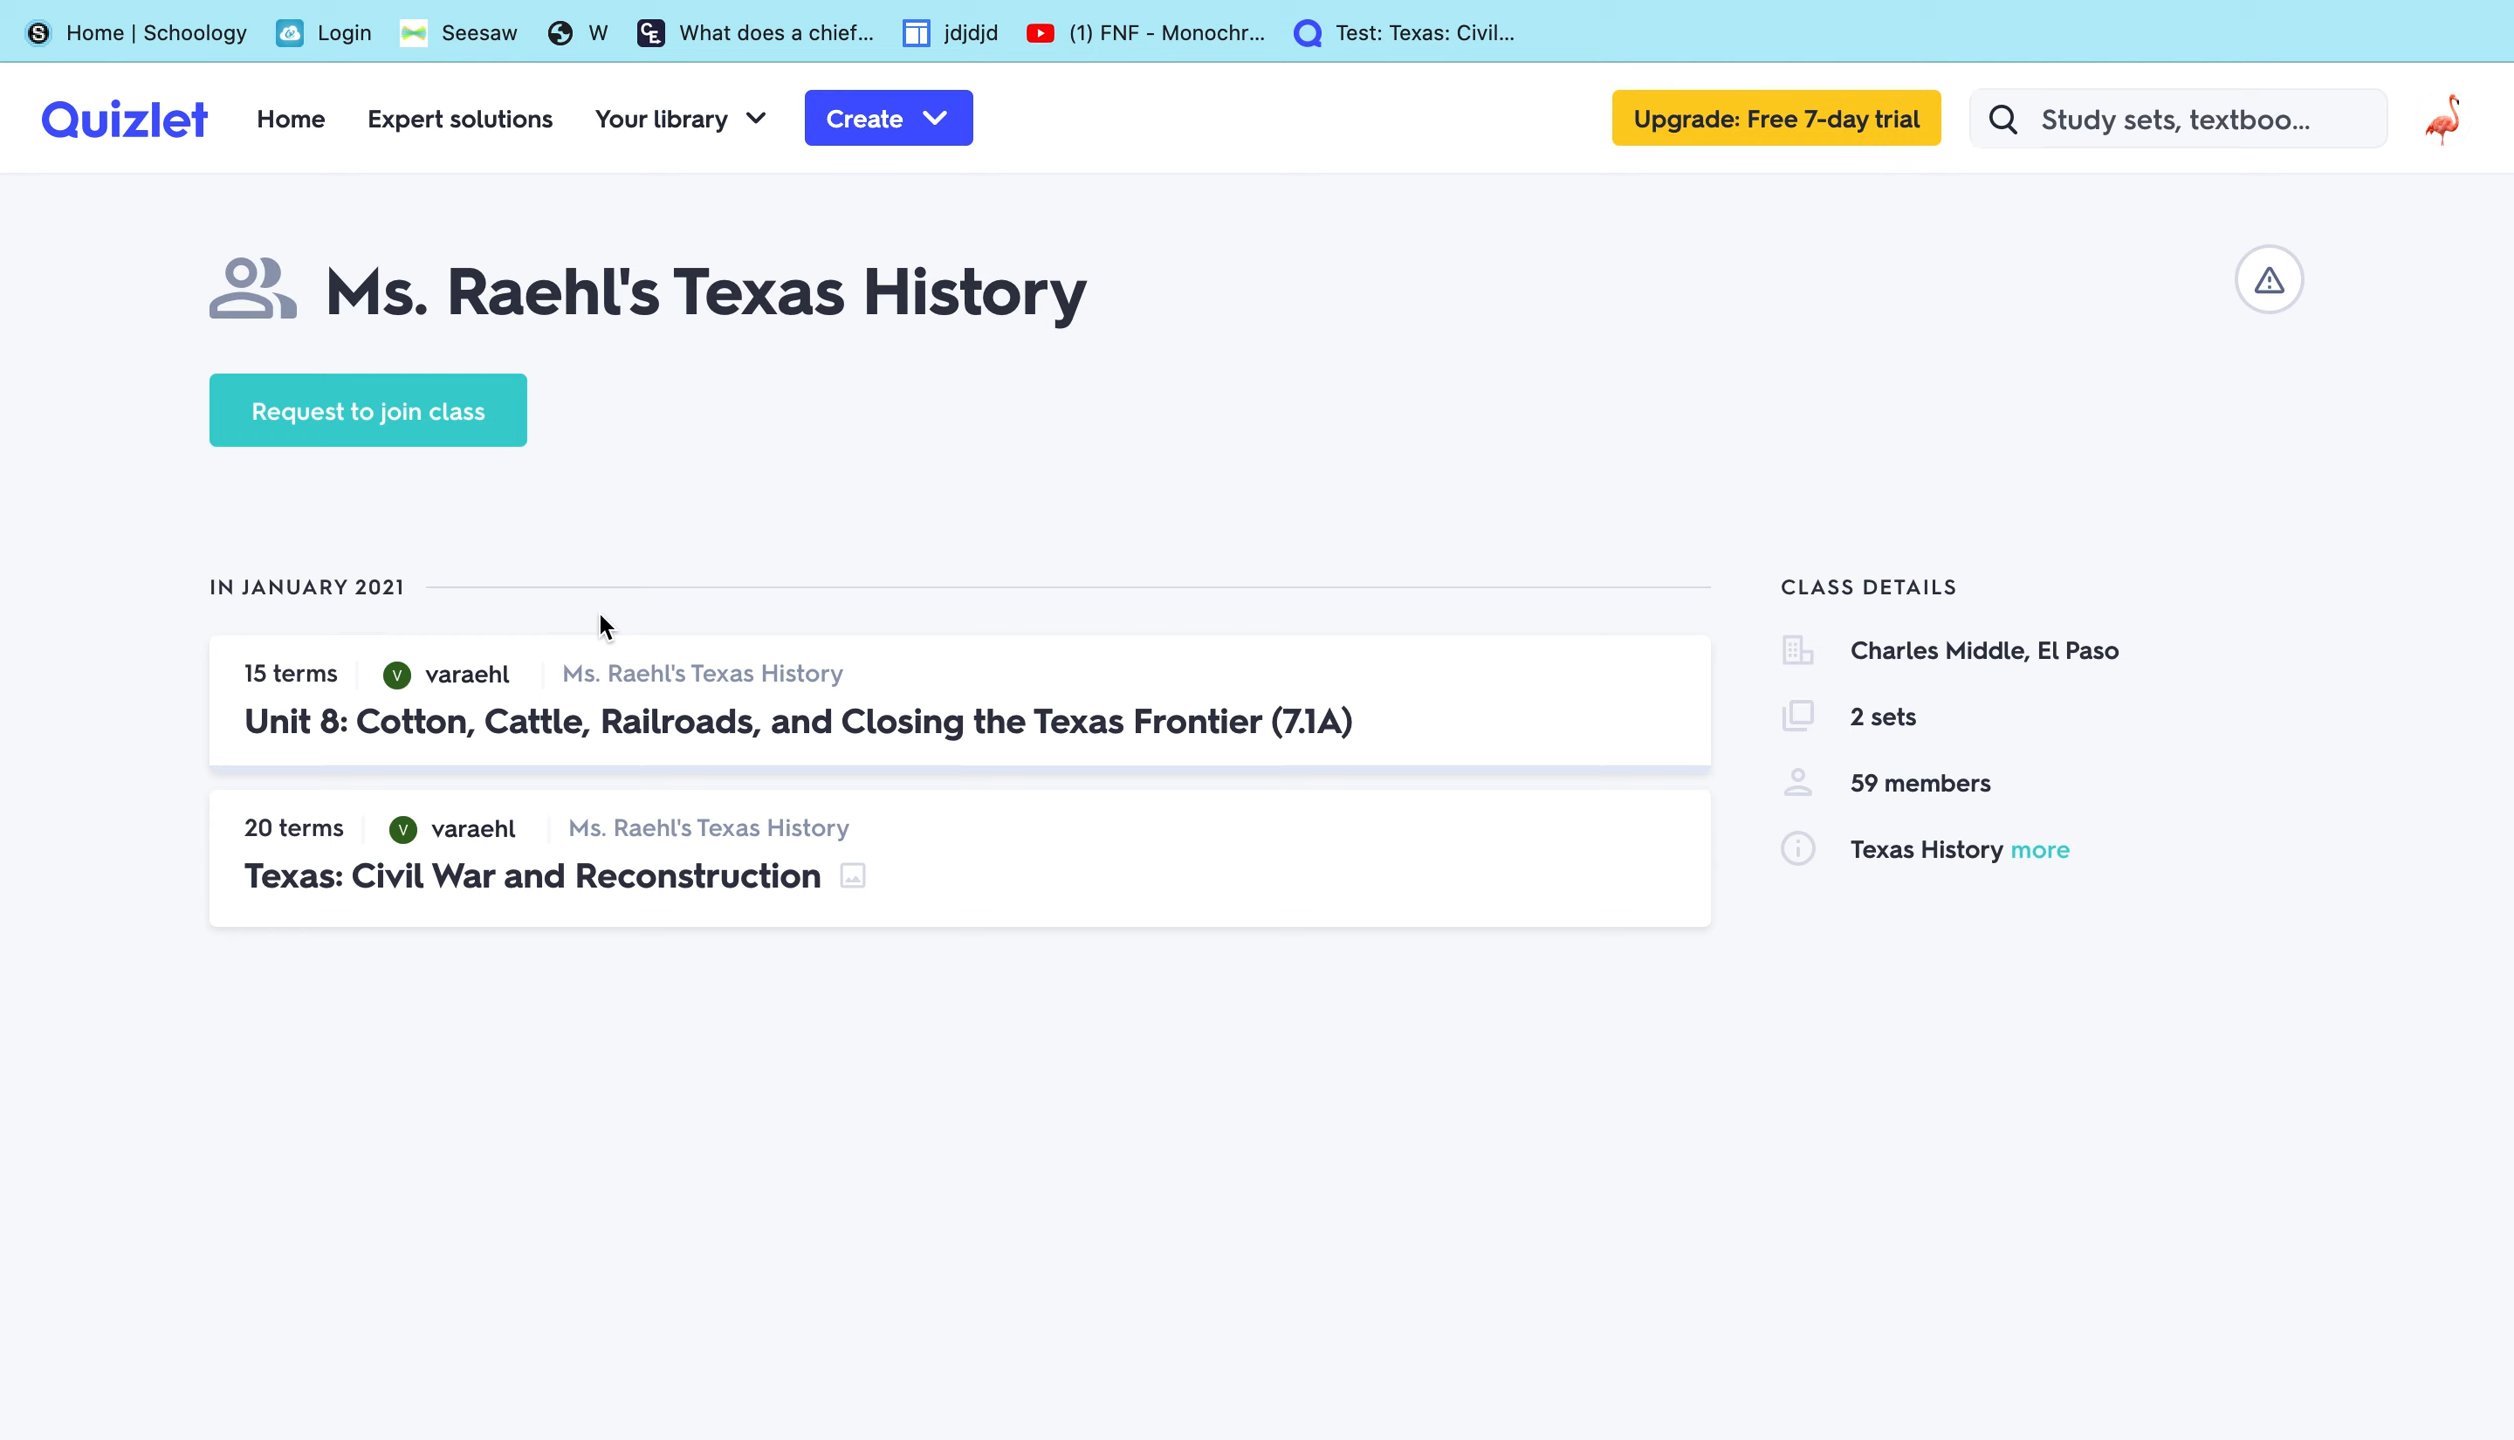 Home | Schoology Login Seesaw W What does a chief... jdjdjd (1) FNF - Monochr... Test: Texas: Civil...
Quizlet Home Expert solutions Your library Create Upgrade: Free 7-day trial Study sets, textboo...
Ms. Raehl's Texas History
Request to join class
IN JANUARY 2021
15 terms V varaehl Ms. Raehl's Texas History
Unit 8: Cotton, Cattle, Railroads, and Closing the Texas Frontier (7.1A)
20 terms V varaehl Ms. Raehl's Texas History
Texas: Civil War and Reconstruction
CLASS DETAILS
Charles Middle, El Paso
2 sets
59 members
Texas History more